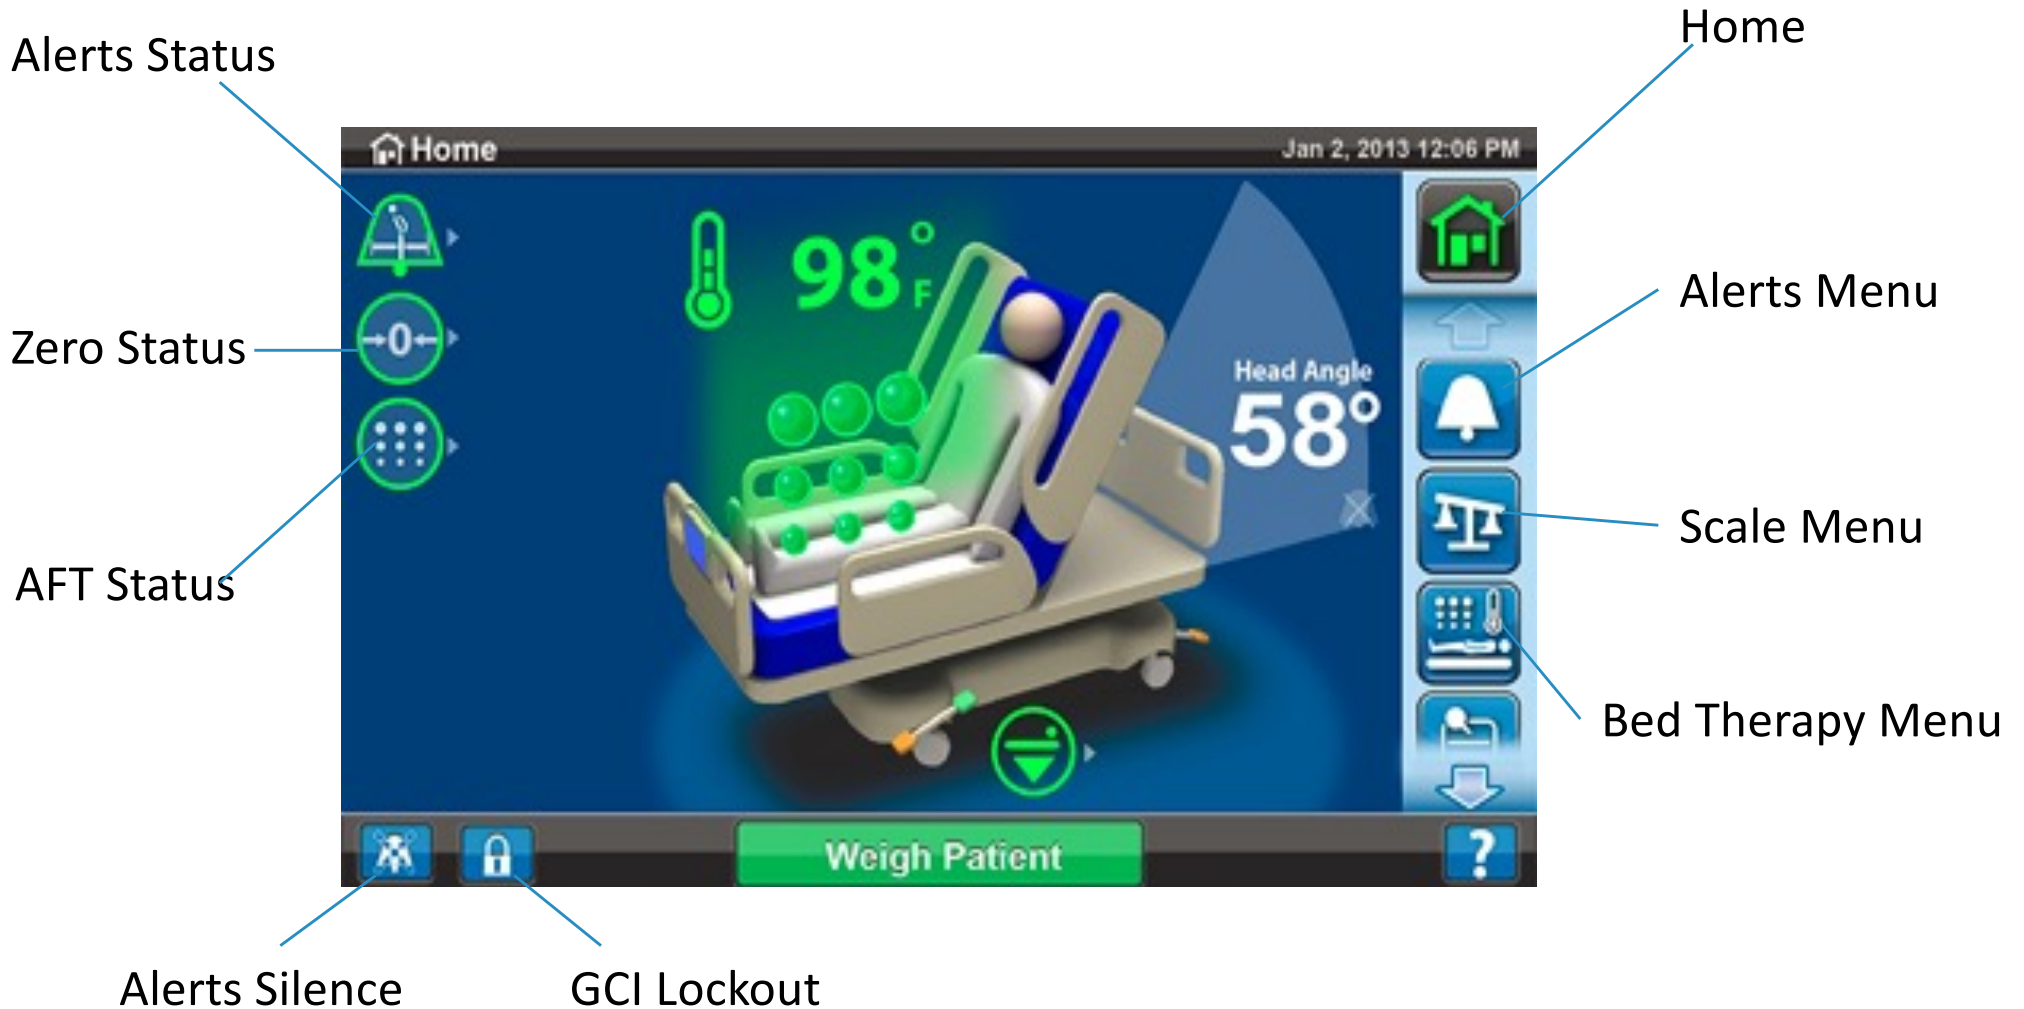 Alerts Status
Home
Home
Jan 2, 2013 12:06 PM
98°F
Alerts Menu
Zero Status
→0←
Head Angle
58°
Scale Menu
AFT Status
Bed Therapy Menu
Weigh Patient
?
Alerts Silence
GCI Lockout